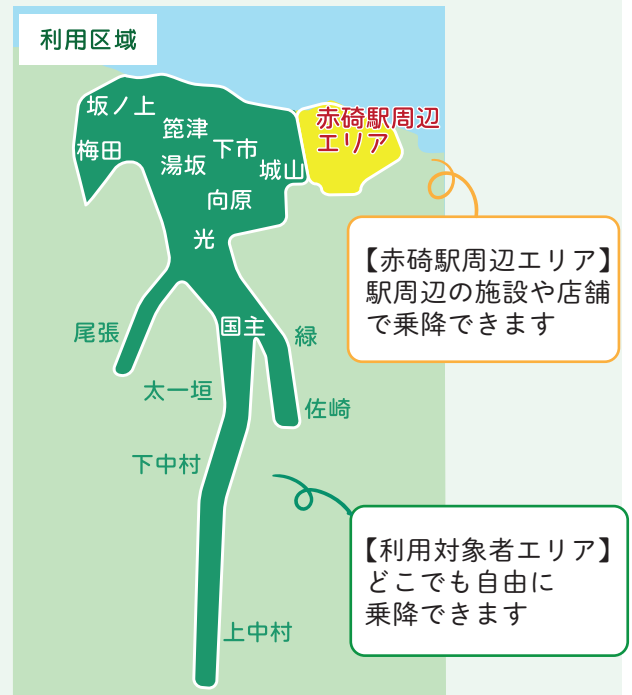 利用区域
坂ノ上
箆津
赤碕駅周辺
エリア
梅田
湯坂
下市
城山
向原
光
【赤碕駅周辺エリア】
駅周辺の施設や店舗
で乗降できます
尾張
国主
緑
太一垣
佐崎
下中村
【利用対象者エリア】
どこでも自由に
乗降できます
上中村